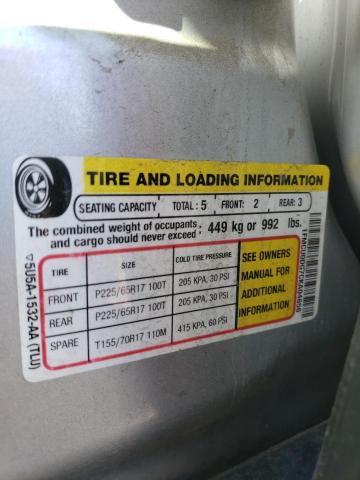 TIRE AND LOADING INFORMATION
SEATING CAPACITY TOTAL: 5 FRONT: 2 REAR: 3
The combined weight of occupants and cargo should never exceed: 449 kg or 992 lbs.
TIRE SIZE COLD TIRE PRESSURE
FRONT P225/65R17 100T 205 KPA, 30 PSI
REAR P225/65R17 100T 205 KPA, 30 PSI
SPARE T155/70R17 110M 415 KPA, 60 PSI
SEE OWNERS
MANUAL FOR
ADDITIONAL
INFORMATION
5U5A-1532-AA (TLU)